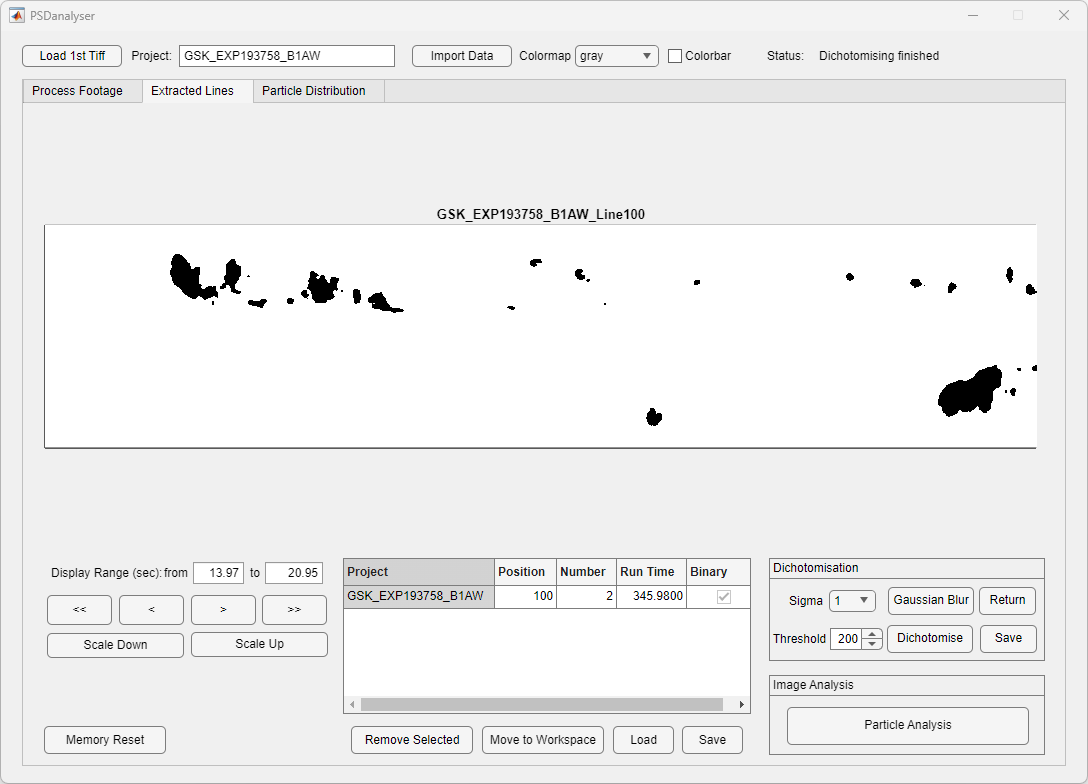 PSDanalyser
Load 1st Tiff Project: GSK_EXP193758_B1AW Import Data Colormap gray Colorbar Status: Dichotomising finished
Process Footage Extracted Lines Particle Distribution
GSK_EXP193758_B1AW_Line100
Display Range (sec): from 13.97 to 20.95
<< < > >>
Scale Down Scale Up
Memory Reset
Project Position Number Run Time Binary
GSK_EXP193758_B1AW 100 2 345.9800
Remove Selected Move to Workspace Load Save
Dichotomisation
Sigma 1 Gaussian Blur Return
Threshold 200 Dichotomise Save
Image Analysis
Particle Analysis